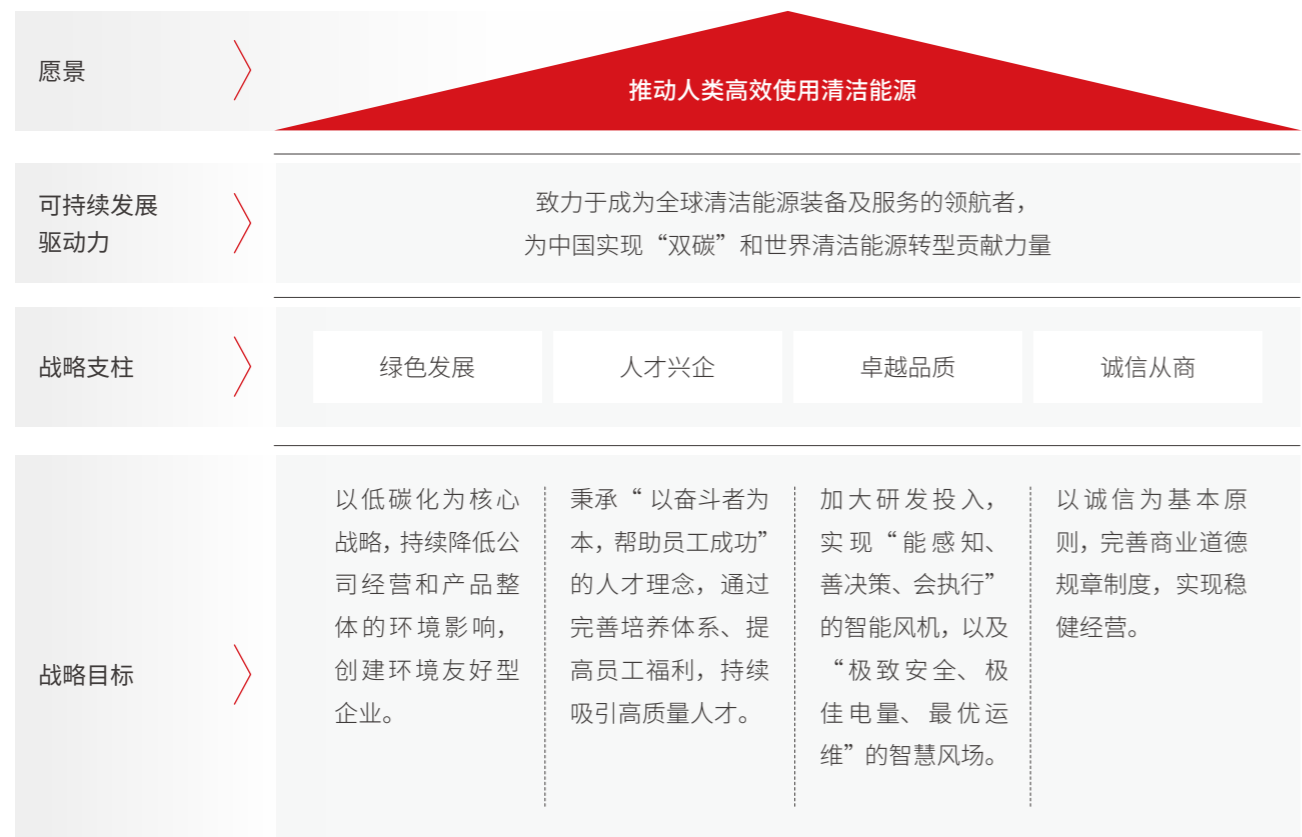 愿景
推动人类高效使用清洁能源
可持续发展
驱动力
致力于成为全球清洁能源装备及服务的领航者，
为中国实现“双碳”和世界清洁能源转型贡献力量
战略支柱
绿色发展
人才兴企
卓越品质
诚信从商
战略目标
以低碳化为核心
战略，持续降低公
司经营和产品整
体的环境影响，
创建环境友好型
企业。
秉承“以奋斗者为
本，帮助员工成功”
的人才理念，通过
完善培养体系、提
高员工福利，持续
吸引高质量人才。
加大研发投入，
实现“能感知、
善决策、会执行”
的智能风机，以及
“极致安全、极
佳电量、最优运
维”的智慧风场。
以诚信为基本原
则，完善商业道德
规章制度，实现稳
健经营。